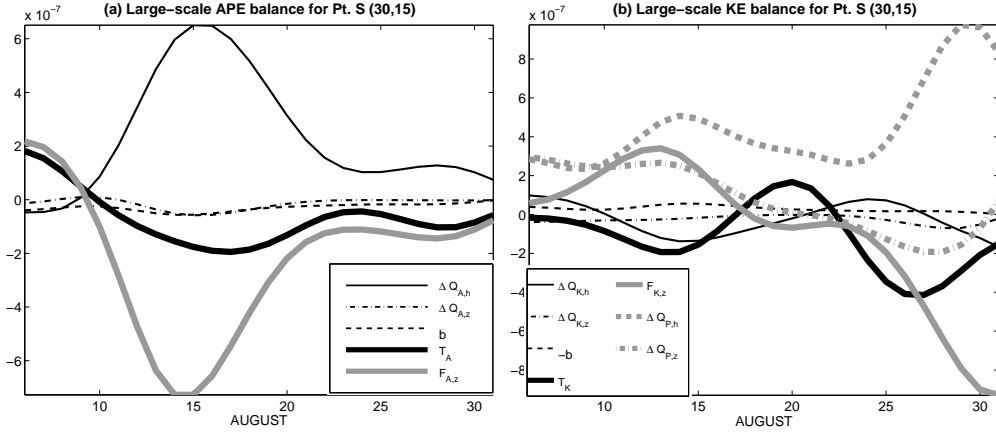 (a) Large−scale APE balance for Pt. S (30,15)
x 10⁻⁷
6
4
2
0
−2
−4
−6
10
15
20
25
30
AUGUST
Δ Q_A,h
Δ Q_A,z
b
T_A
F_A,z
(b) Large−scale KE balance for Pt. S (30,15)
x 10⁻⁷
8
6
4
2
0
−2
−4
−6
−8
10
15
20
25
30
AUGUST
Δ Q_K,h
Δ Q_K,z
−b
T_K
F_K,z
Δ Q_P,h
Δ Q_P,z